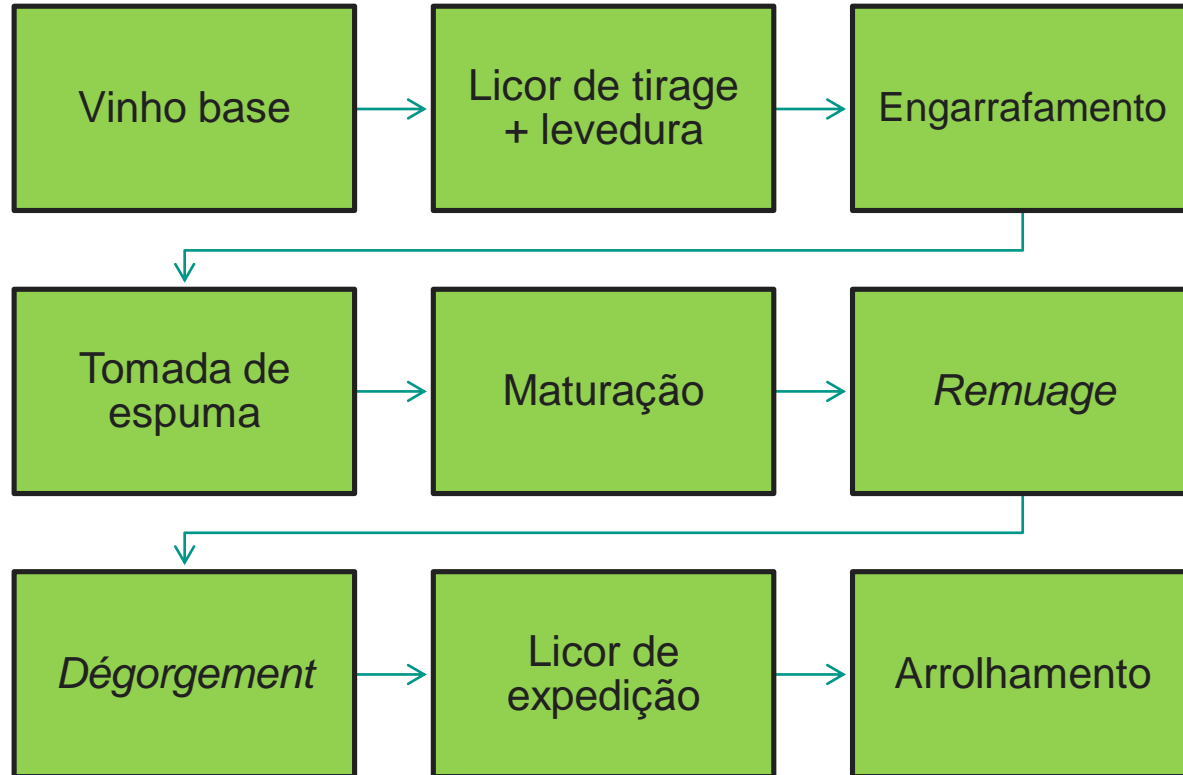 Vinho base
Licor de tirage
+ levedura
Engarrafamento
Tomada de
espuma
Maturação
Remuage
Dégorgement
Licor de
expedição
Arrolhamento